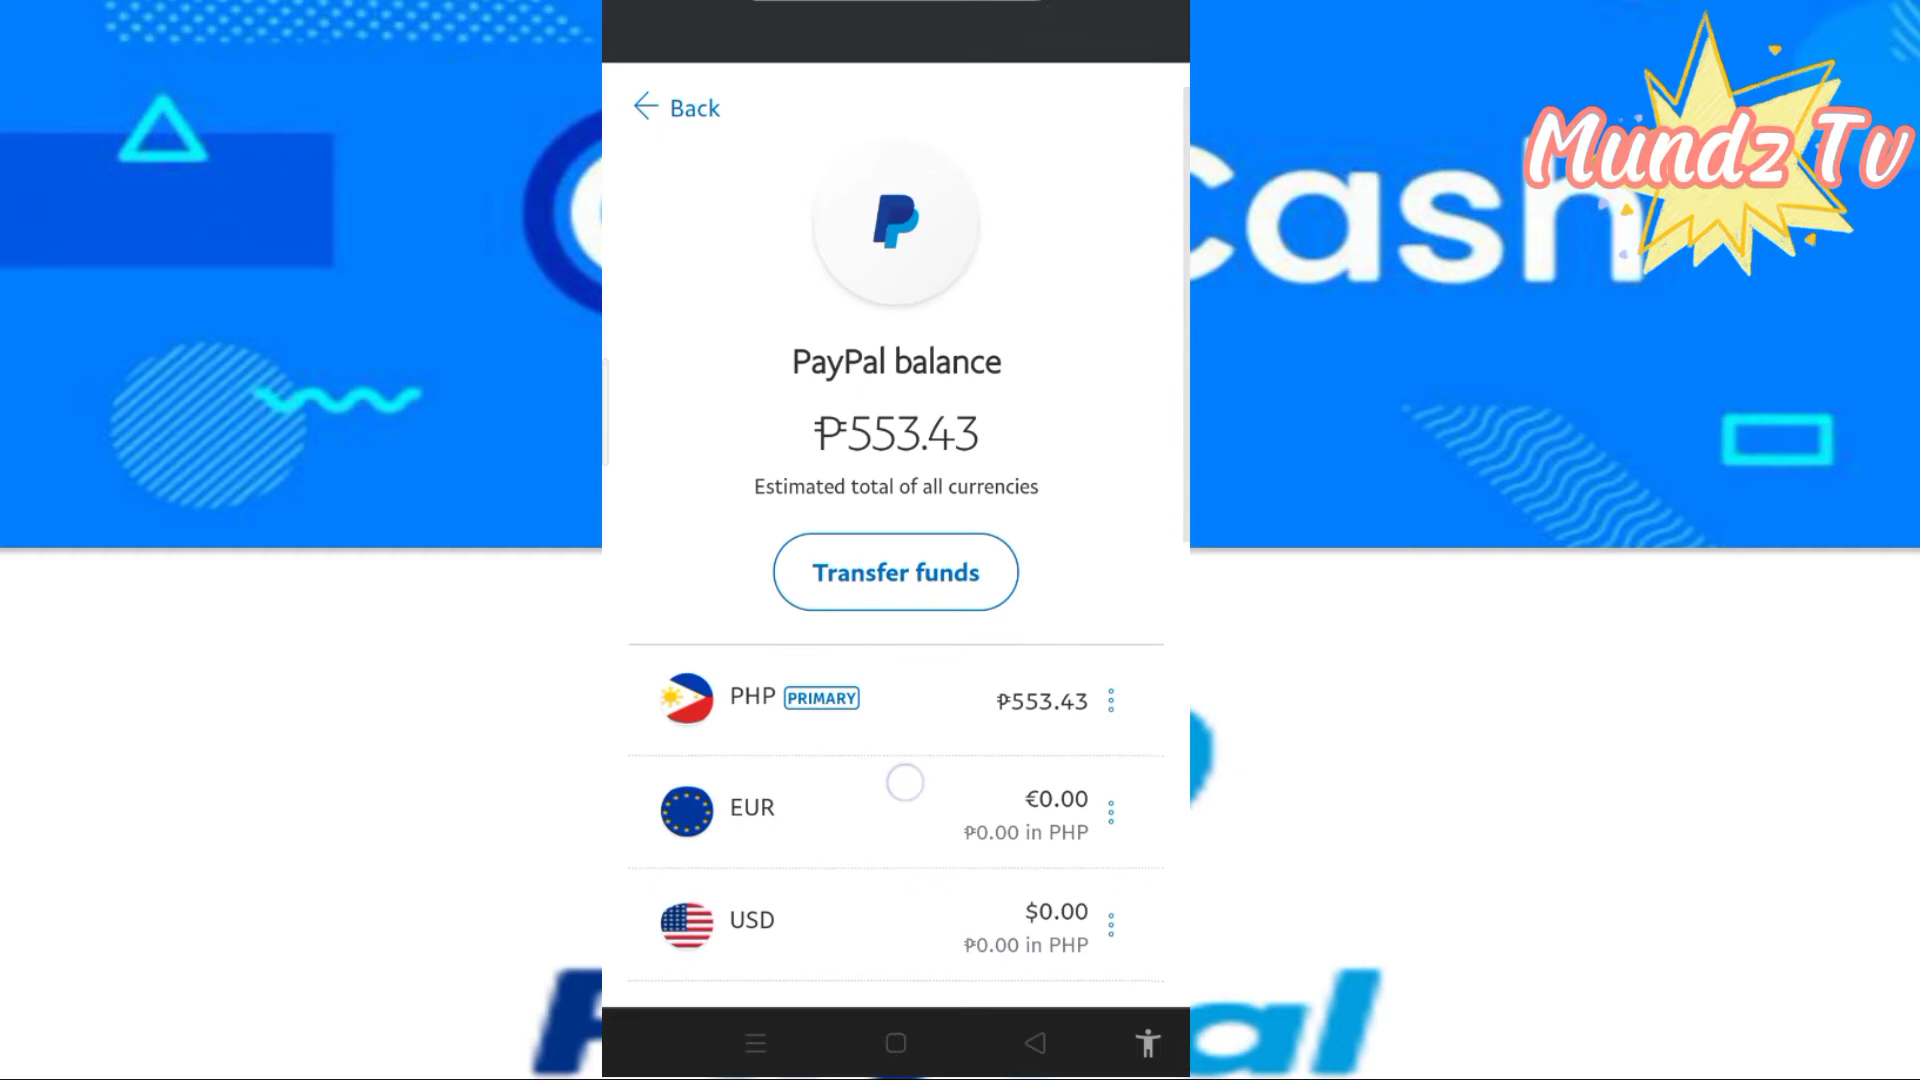 Mundz Tv
Cash
Back
PayPal balance
₱553.43
Estimated total of all currencies
Transfer funds
PHP PRIMARY ₱553.43
EUR €0.00
₱0.00 in PHP
USD $0.00
₱0.00 in PHP
P al